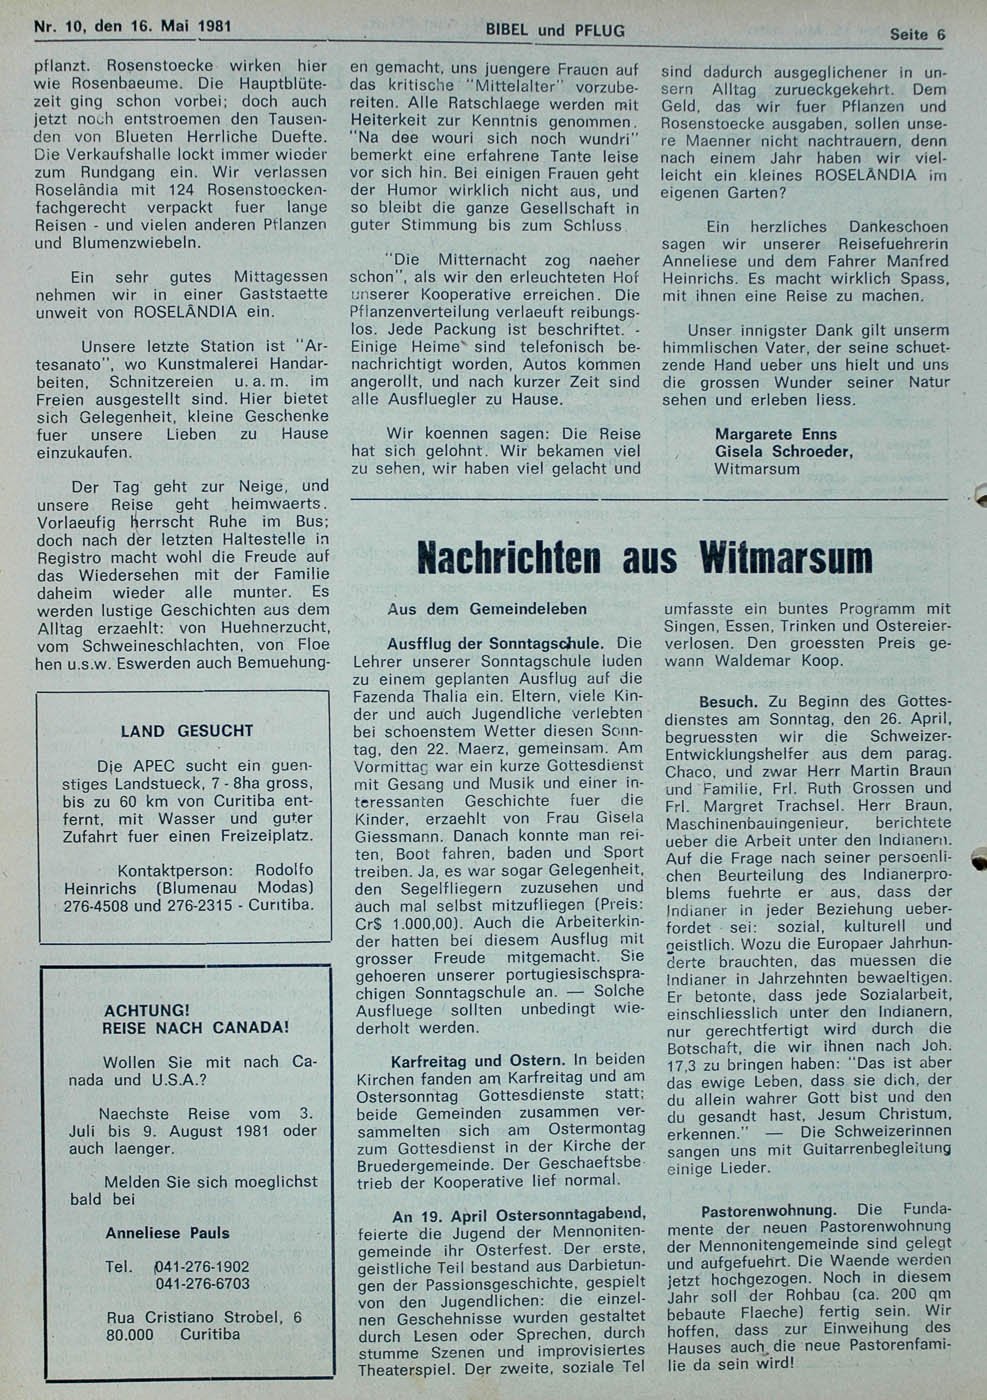 Nr. 10, den 16. Mai 1981
BIBEL und PFLUG
Seite 6
pflanzt. Rosenstoecke wirken hier
wie Rosenbaeume. Die Hauptblüte-
zeit ging schon vorbei; doch auch
jetzt noch entstroemen den Tausen-
den von Blueten Herrliche Duefte.
Die Verkaufshalle lockt immer wieder
zum Rundgang ein. Wir verlassen
Roselândia mit 124 Rosenstoecken-
fachgerecht verpackt fuer lange
Reisen - und vielen anderen Pflanzen
und Blumenzwiebeln.
Ein sehr gutes Mittagessen
nehmen wir in einer Gaststaette
unweit von ROSELÂNDIA ein.
Unsere letzte Station ist "Ar-
tesanato", wo Kunstmalerei Handar-
beiten, Schnitzereien u.a.m. im
Freien ausgestellt sind. Hier bietet
sich Gelegenheit, kleine Geschenke
fuer unsere Lieben zu Hause
einzukaufen.
Der Tag geht zur Neige, und
unsere Reise geht heimwaerts.
Vorlaeufig herrscht Ruhe im Bus;
doch nach der letzten Haltestelle in
Registro macht wohl die Freude auf
das Wiedersehen mit der Familie
daheim wieder alle munter. Es
werden lustige Geschichten aus dem
Alltag erzaehlt: von Huehnerzucht,
vom Schweineschlachten, von Floe
hen u.s.w. Eswerden auch Bemuehung-
LAND GESUCHT
Die APEC sucht ein guen-
stiges Landstueck, 7 - 8ha gross,
bis zu 60 km von Curitiba ent-
fernt, mit Wasser und guter
Zufahrt fuer einen Freizeiplatz.
Kontaktperson: Rodolfo
Heinrichs (Blumenau Modas)
276-4508 und 276-2315 - Curitiba.
ACHTUNG!
REISE NACH CANADA!
Wollen Sie mit nach Ca-
nada und U.S.A.?
Naechste Reise vom 3.
Juli bis 9. August 1981 oder
auch laenger.
Melden Sie sich moeglichst
bald bei
Anneliese Pauls
Tel. 041-276-1902
041-276-6703
Rua Cristiano Strobel, 6
80.000 Curitiba
en gemacht, uns juengere Frauen auf
das kritische "Mittelalter" vorzube-
reiten. Alle Ratschlaege werden mit
Heiterkeit zur Kenntnis genommen.
"Na dee wouri sich noch wundri"
bemerkt eine erfahrene Tante leise
vor sich hin. Bei einigen Frauen geht
der Humor wirklich nicht aus, und
so bleibt die ganze Gesellschaft in
guter Stimmung bis zum Schluss
"Die Mitternacht zog naeher
schon", als wir den erleuchteten Hof
unserer Kooperative erreichen. Die
Pflanzenverteilung verlaeuft reibungs-
los. Jede Packung ist beschriftet. -
Einige Heime sind telefonisch be-
nachrichtigt worden, Autos kommen
angerollt, und nach kurzer Zeit sind
alle Ausfluegler zu Hause.
Wir koennen sagen: Die Reise
hat sich gelohnt. Wir bekamen viel
zu sehen, wir haben viel gelacht und
sind dadurch ausgeglichener in un-
sern Alltag zurueckgekehrt. Dem
Geld, das wir fuer Pflanzen und
Rosenstoecke ausgaben, sollen unse-
re Maenner nicht nachtrauern, denn
nach einem Jahr haben wir viel-
leicht ein kleines ROSELÂNDIA im
eigenen Garten?
Ein herzliches Dankeschoen
sagen wir unserer Reisefuehrerin
Anneliese und dem Fahrer Manfred
Heinrichs. Es macht wirklich Spass,
mit ihnen eine Reise zu machen.
Unser innigster Dank gilt unserm
himmlischen Vater, der seine schuet-
zende Hand ueber uns hielt und uns
die grossen Wunder seiner Natur
sehen und erleben liess.
Margarete Enns
Gisela Schroeder,
Witmarsum
Nachrichten aus Witmarsum
Aus dem Gemeindeleben
Ausfflug der Sonntagschule. Die
Lehrer unserer Sonntagschule luden
zu einem geplanten Ausflug auf die
Fazenda Thalia ein. Eltern, viele Kin-
der und auch Jugendliche verlebten
bei schoenstem Wetter diesen Sonn-
tag, den 22. Maerz, gemeinsam. Am
Vormittag war ein kurze Gottesdienst
mit Gesang und Musik und einer in-
teressanten Geschichte fuer die
Kinder, erzaehlt von Frau Gisela
Giessmann. Danach konnte man rei-
ten, Boot fahren, baden und Sport
treiben. Ja, es war sogar Gelegenheit,
den Segelfliegern zuzusehen und
auch mal selbst mitzufliegen (Preis:
Cr$ 1.000,00). Auch die Arbeiterkin-
der hatten bei diesem Ausflug mit
grosser Freude mitgemacht. Sie
gehoeren unserer portugiesischspra-
chigen Sonntagschule an. — Solche
Ausfluege sollten unbedingt wie-
derholt werden.
Karfreitag und Ostern. In beiden
Kirchen fanden am Karfreitag und am
Ostersonntag Gottesdienste statt;
beide Gemeinden zusammen ver-
sammelten sich am Ostermontag
zum Gottesdienst in der Kirche der
Bruedergemeinde. Der Geschaeftsbe
trieb der Kooperative lief normal.
An 19. April Ostersonntagabend,
feierte die Jugend der Mennoniten-
gemeinde ihr Osterfest. Der erste,
geistliche Teil bestand aus Darbietun-
gen der Passionsgeschichte, gespielt
von den Jugendlichen: die einzel-
nen Geschehnisse wurden gestaltet
durch Lesen oder Sprechen, durch
stumme Szenen und improvisiertes
Theaterspiel. Der zweite, soziale Tel
umfasste ein buntes Programm mit
Singen, Essen, Trinken und Ostereier-
verlosen. Den groessten Preis ge-
wann Waldemar Koop.
Besuch. Zu Beginn des Gottes-
dienstes am Sonntag, den 26. April,
begruessten wir die Schweizer-
Entwicklungshelfer aus dem parag.
Chaco, und zwar Herr Martin Braun
und Familie, Frl. Ruth Grossen und
Frl. Margret Trachsel. Herr Braun,
Maschinenbauingenieur, berichtete
ueber die Arbeit unter den Indianern.
Auf die Frage nach seiner persoenli-
chen Beurteilung des Indianerpro-
blems fuehrte er aus, dass der
Indianer in jeder Beziehung ueber-
fordet sei: sozial, kulturell und
geistlich. Wozu die Europaer Jahrhun-
derte brauchten, das muessen die
Indianer in Jahrzehnten bewaeltigen.
Er betonte, dass jede Sozialarbeit,
einschliesslich unter den Indianern,
nur gerechtfertigt wird durch die
Botschaft, die wir ihnen nach Joh.
17,3 zu bringen haben: "Das ist aber
das ewige Leben, dass sie dich, der
du allein wahrer Gott bist und den
du gesandt hast, Jesum Christum,
erkennen." — Die Schweizerinnen
sangen uns mit Guitarrenbegleitung
einige Lieder.
Pastorenwohnung. Die Funda-
mente der neuen Pastorenwohnung
der Mennonitengemeinde sind gelegt
und aufgefuehrt. Die Waende werden
jetzt hochgezogen. Noch in diesem
Jahr soll der Rohbau (ca. 200 qm
bebaute Flaeche) fertig sein. Wir
hoffen, dass zur Einweihung des
Hauses auch die neue Pastorenfami-
lie da sein wird!